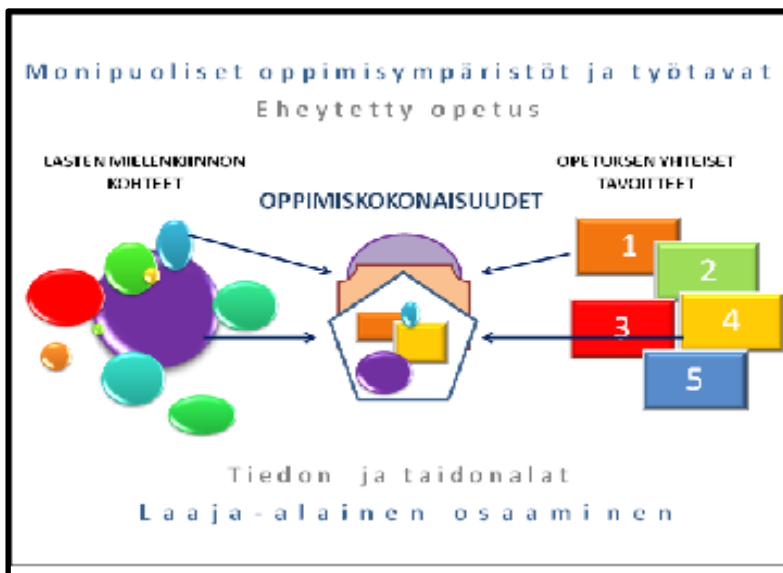 Monipuoliset oppimisympäristöt ja työtavat
Eheytetty opetus
LASTEN MIELENKIINNON
KOHTEET
OPETUKSEN YHTEISET
TAVOITTEET
OPPIMISKOKONAISUUDET
1
2
3
4
5
Tiedon ja taidonalat
Laaja-alainen osaaminen